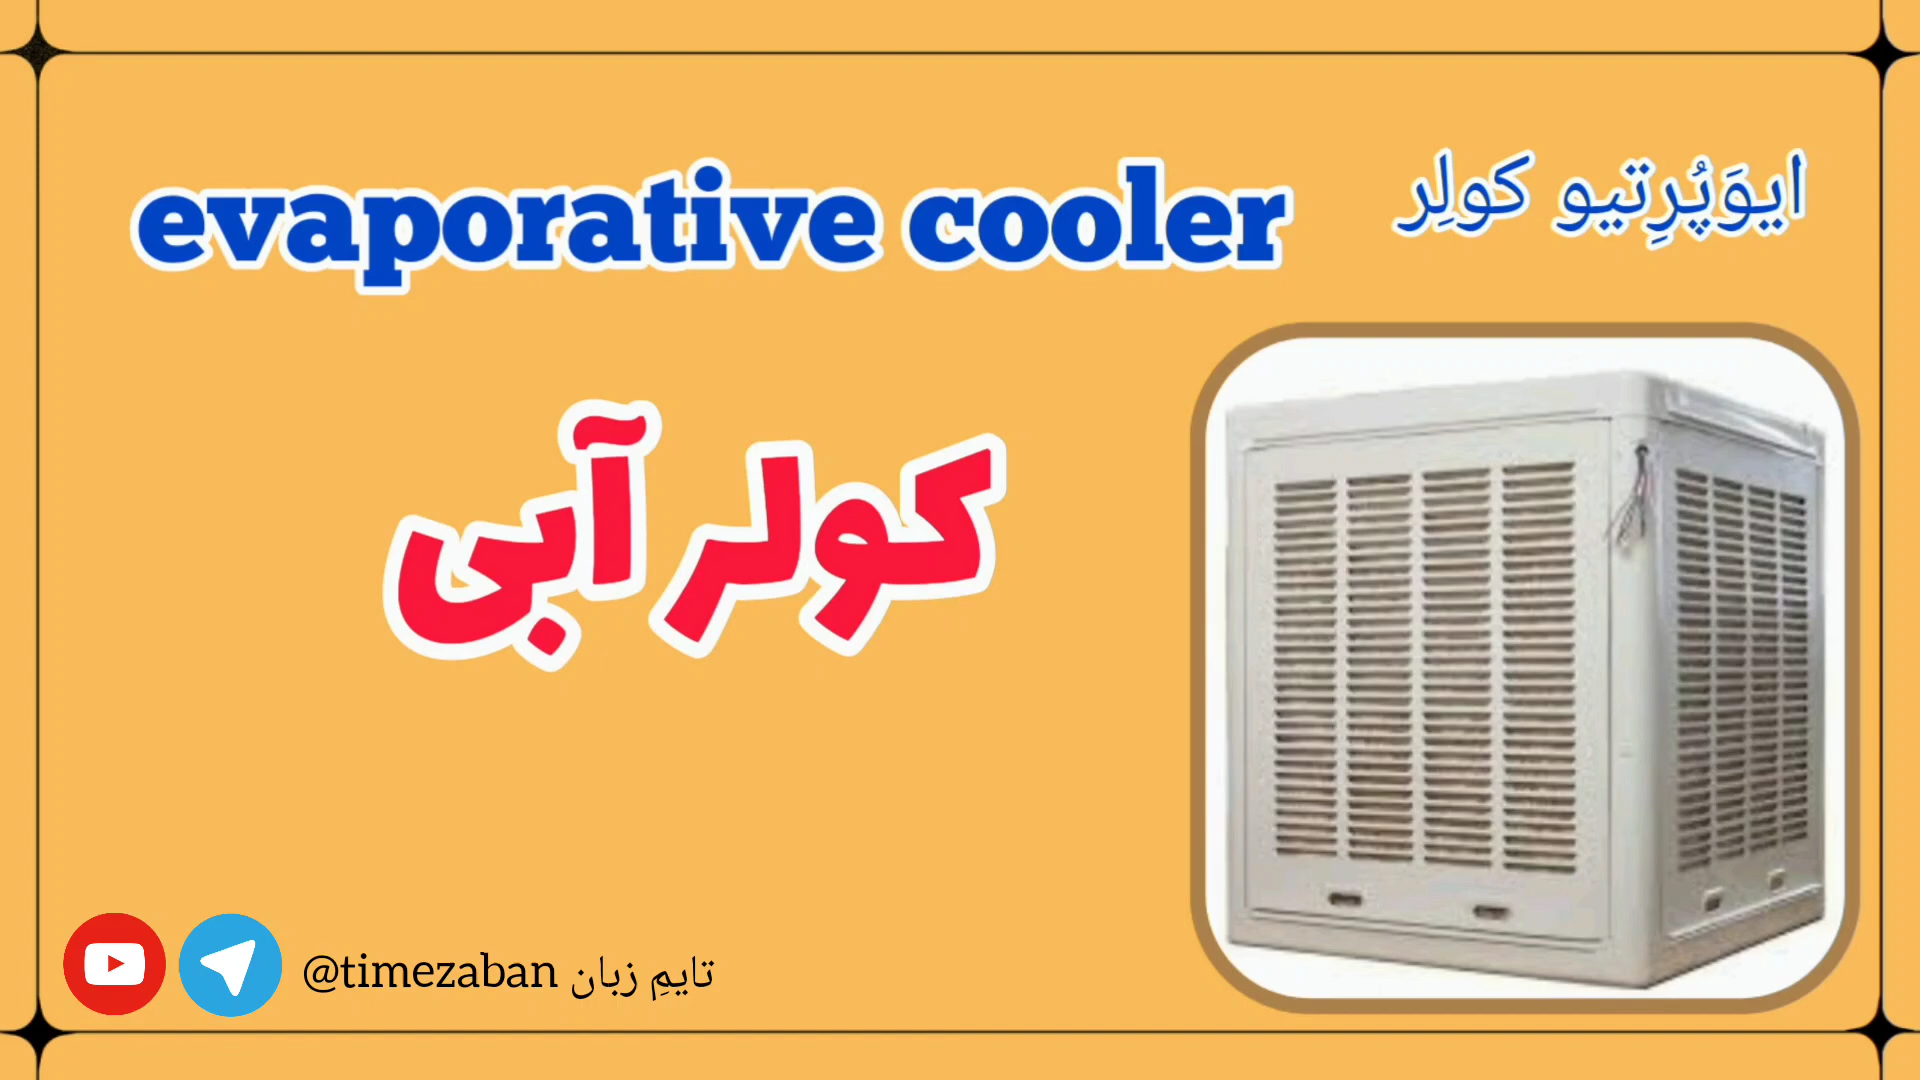 evaporative cooler
ایوَپُرِتیو کولِر
کولر آبی
@timezaban تایمِ زبان